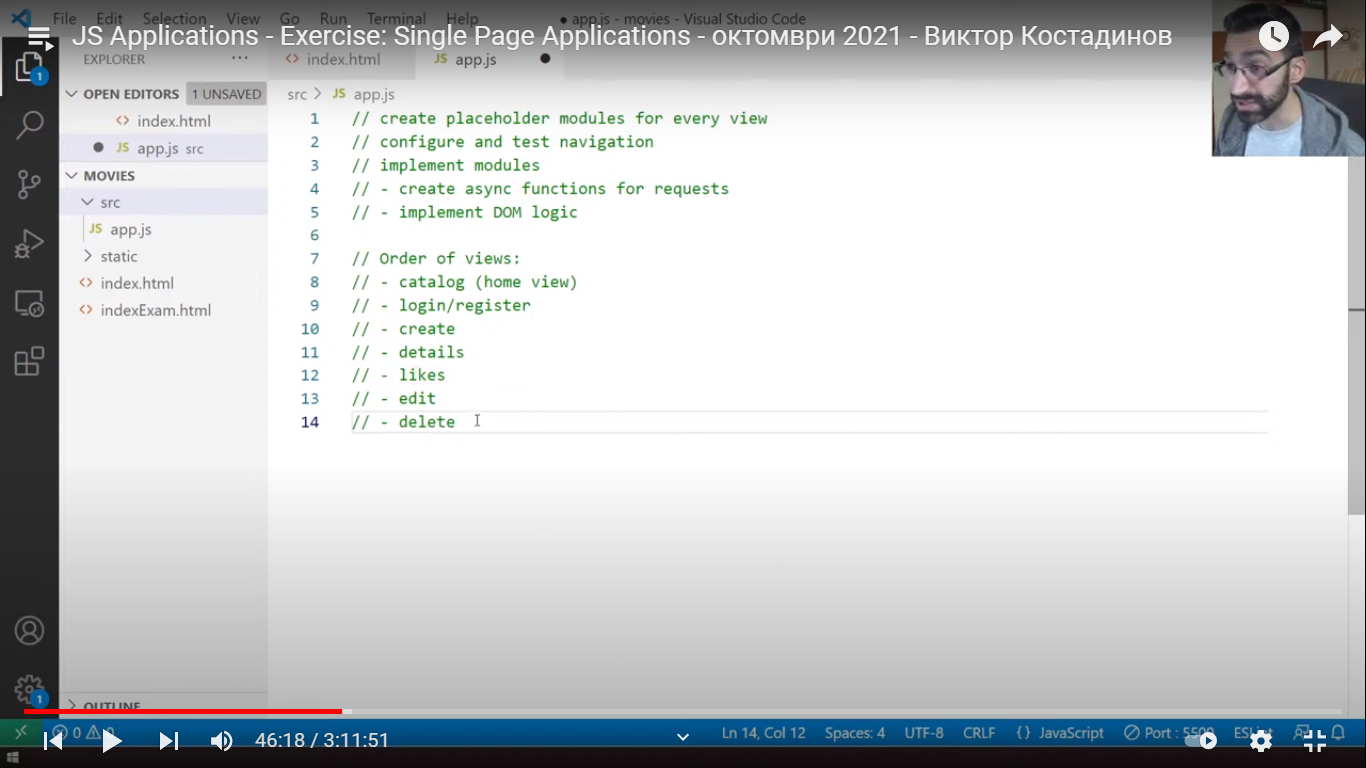 File Edit Selection View Go Run Terminal Help ● app.js - movies - Visual Studio Code
JS Applications - Exercise: Single Page Applications - октомври 2021 - Виктор Костадинов
EXPLORER ...
index.html
JS app.js
OPEN EDITORS 1 UNSAVED
index.html
JS app.js src
MOVIES
src
JS app.js
static
index.html
indexExam.html
OUTLINE
1
1
src > JS app.js
1 // create placeholder modules for every view
2 // configure and test navigation
3 // implement modules
4 // - create async functions for requests
5 // - implement DOM logic
6
7 // Order of views:
8 // - catalog (home view)
9 // - login/register
10 // - create
11 // - details
12 // - likes
13 // - edit
14 // - delete
0 0
Ln 14, Col 12 Spaces: 4 UTF-8 CRLF {} JavaScript Port : 5500
46:18 / 3:11:51